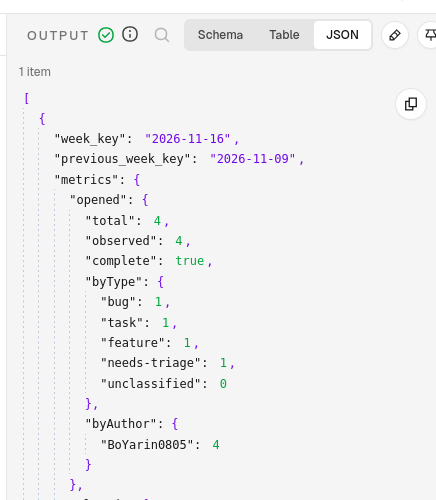 OUTPUT Schema Table JSON
1 item
[
{
"week_key": "2026-11-16",
"previous_week_key": "2026-11-09",
"metrics": {
"opened": {
"total": 4,
"observed": 4,
"complete": true,
"byType": {
"bug": 1,
"task": 1,
"feature": 1,
"needs-triage": 1,
"unclassified": 0
},
"byAuthor": {
"BoYarin0805": 4
}
},